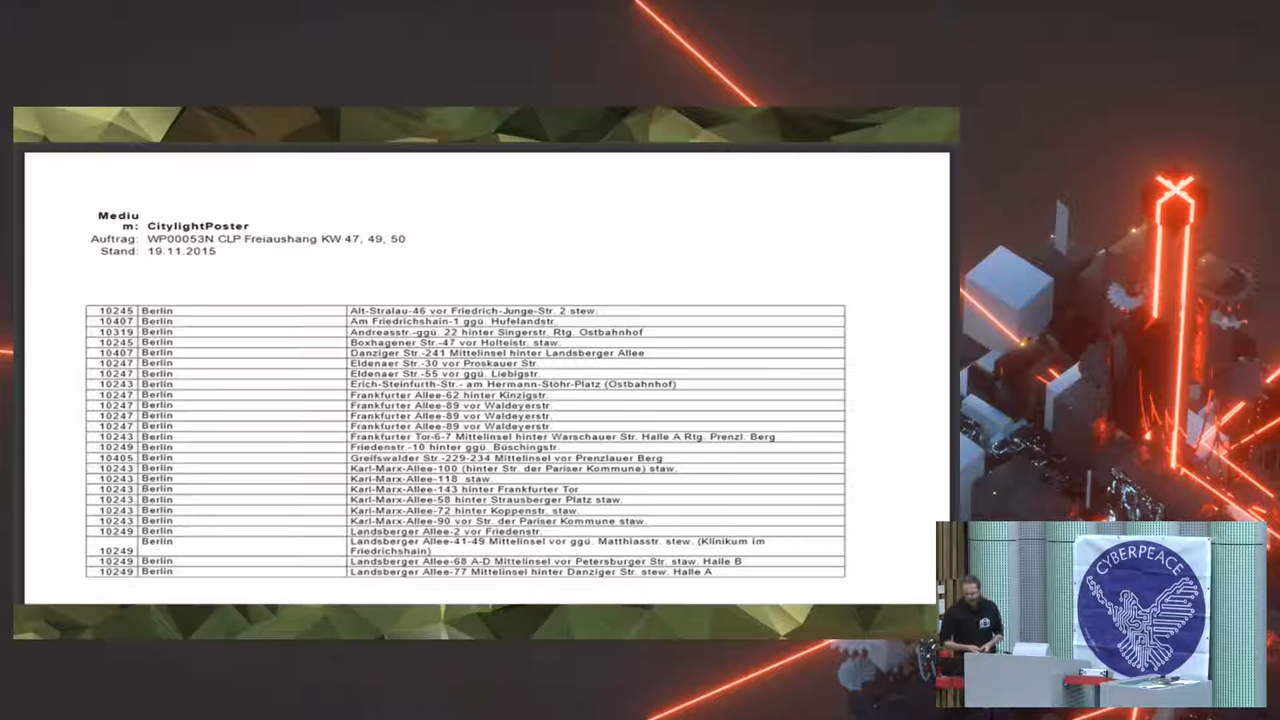 Mediu
m: CitylightPoster
Auftrag: WP00053N CLP Freiaushang KW 47, 49, 50
Stand: 19.11.2015
10245 Berlin Alt-Stralau-46 vor Friedrich-Junge-Str. 2 stew.
10407 Berlin Am Friedrichshain-1 ggü. Hufelandstr.
10319 Berlin Andreasstr.-ggü. 22 hinter Singerstr. Rtg. Ostbahnhof
10245 Berlin Boxhagener Str.-47 vor Holteistr. staw.
10407 Berlin Danziger Str.-241 Mittelinsel hinter Landsberger Allee
10247 Berlin Eldenaer Str.-30 vor Proskauer Str.
10247 Berlin Eldenaer Str.-55 vor ggü. Liebigstr.
10243 Berlin Erich-Steinfurth-Str.- am Hermann-Stöhr-Platz (Ostbahnhof)
10247 Berlin Frankfurter Allee-62 hinter Kinzigstr.
10247 Berlin Frankfurter Allee-89 vor Waldeyerstr.
10247 Berlin Frankfurter Allee-89 vor Waldeyerstr.
10247 Berlin Frankfurter Allee-89 vor Waldeyerstr.
10243 Berlin Frankfurter Tor-6-7 Mittelinsel hinter Warschauer Str. Halle A Rtg. Prenzl. Berg
10249 Berlin Friedenstr.-10 hinter ggü. Büschingstr.
10405 Berlin Greifswalder Str.-229-234 Mittelinsel vor Prenzlauer Berg
10243 Berlin Karl-Marx-Allee-100 (hinter Str. der Pariser Kommune) staw.
10243 Berlin Karl-Marx-Allee-118 staw.
10243 Berlin Karl-Marx-Allee-143 hinter Frankfurter Tor
10243 Berlin Karl-Marx-Allee-58 hinter Strausberger Platz staw.
10243 Berlin Karl-Marx-Allee-72 hinter Koppenstr. staw.
10243 Berlin Karl-Marx-Allee-90 vor Str. der Pariser Kommune staw.
10249 Berlin Landsberger Allee-2 vor Friedenstr.
Berlin Landsberger Allee-41-49 Mittelinsel vor ggü. Matthiasstr. stew. (Klinikum im
10249 Friedrichshain)
10249 Berlin Landsberger Allee-68 A-D Mittelinsel vor Petersburger Str. staw. Halle B
10249 Berlin Landsberger Allee-77 Mittelinsel hinter Danziger Str. stew. Halle A
CYBERPEACE